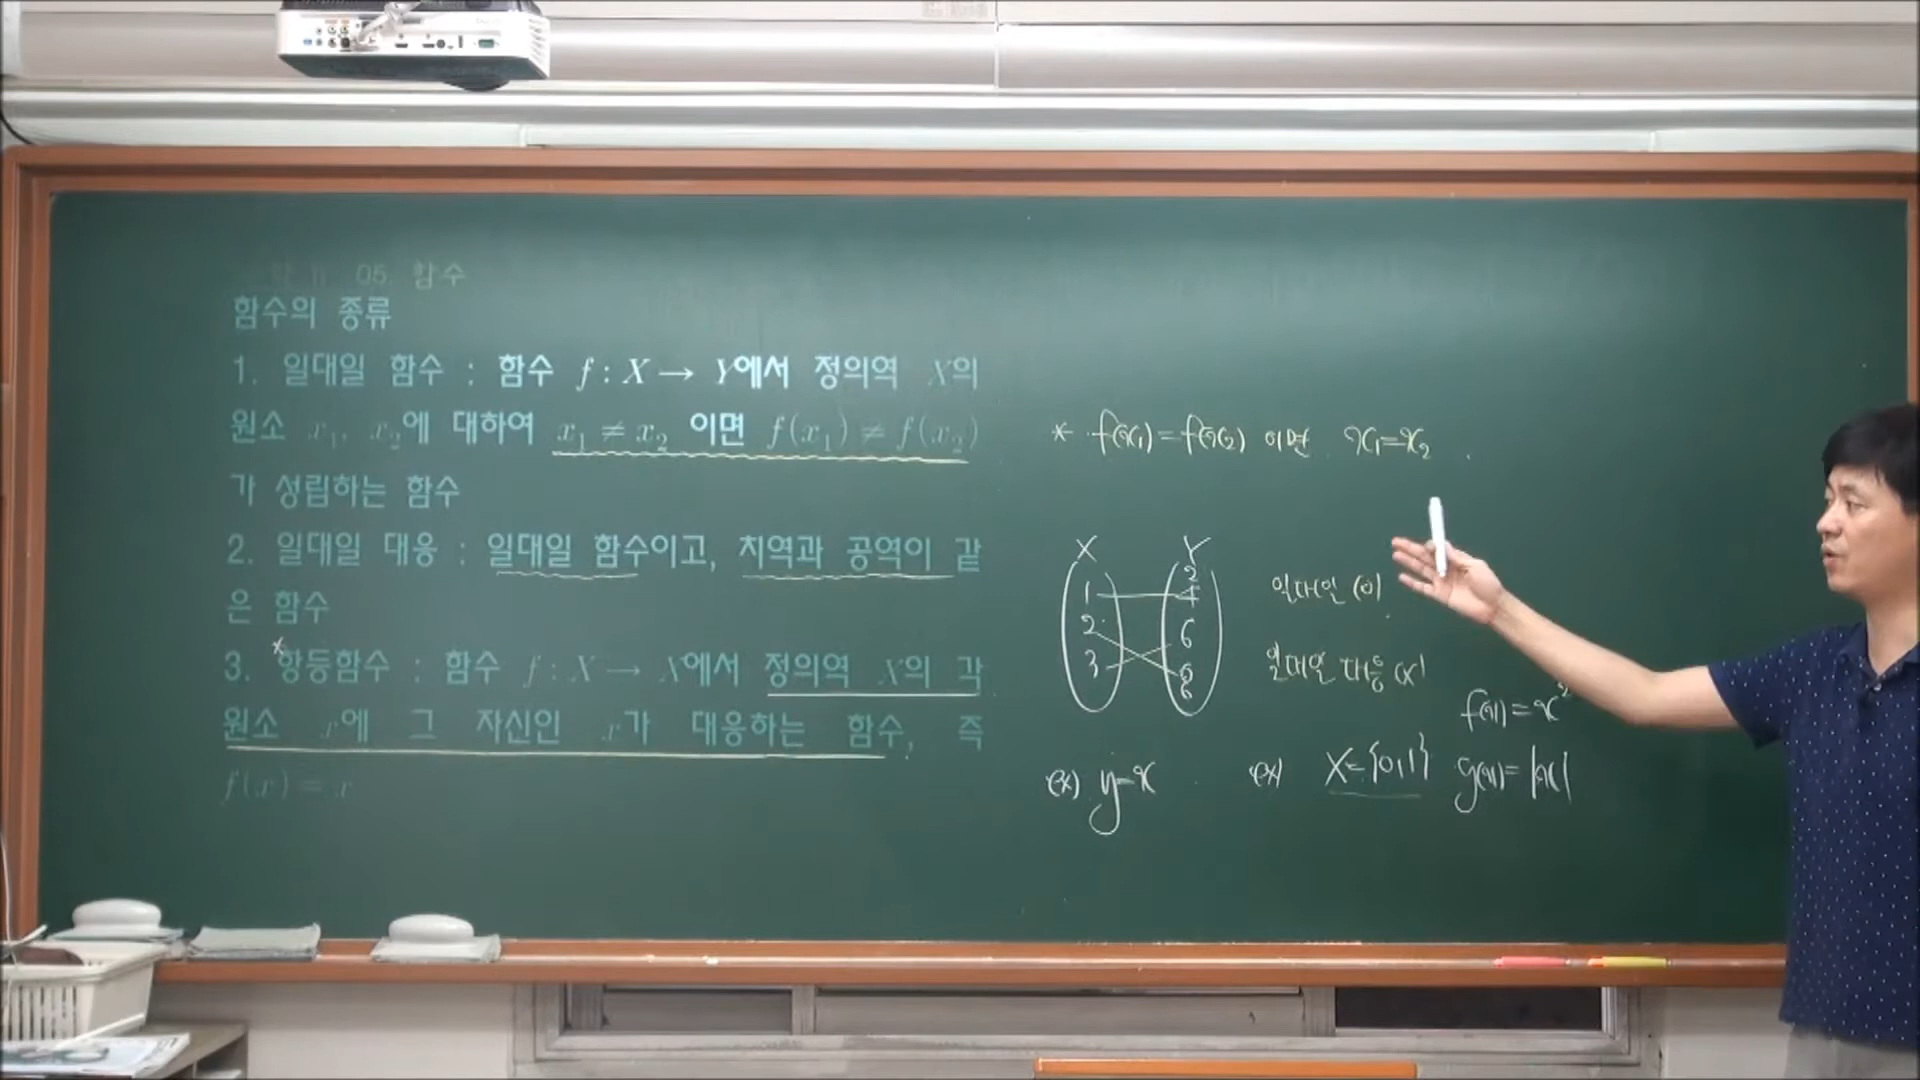 05. 함수
함수의 종류
1. 일대일 함수 : 함수 f : X → Y에서 정의역 X의
원소 x₁, x₂에 대하여 x₁ ≠ x₂ 이면 f(x₁) ≠ f(x₂)
가 성립하는 함수
2. 일대일 대응 : 일대일 함수이고, 치역과 공역이 같
은 함수
3. *항등함수 : 함수 f : X → X에서 정의역 X의 각
원소 x에 그 자신인 x가 대응하는 함수, 즉
f(x) = x
* f(x₁)=f(x₂) 이면 x₁=x₂
X Y
2
1 4
2 6
3 8
일대일 (o)
일대일 대응 (x)
(ex) y=x
(ex) X={0,1}
f(x)=x²
g(x)=|x|